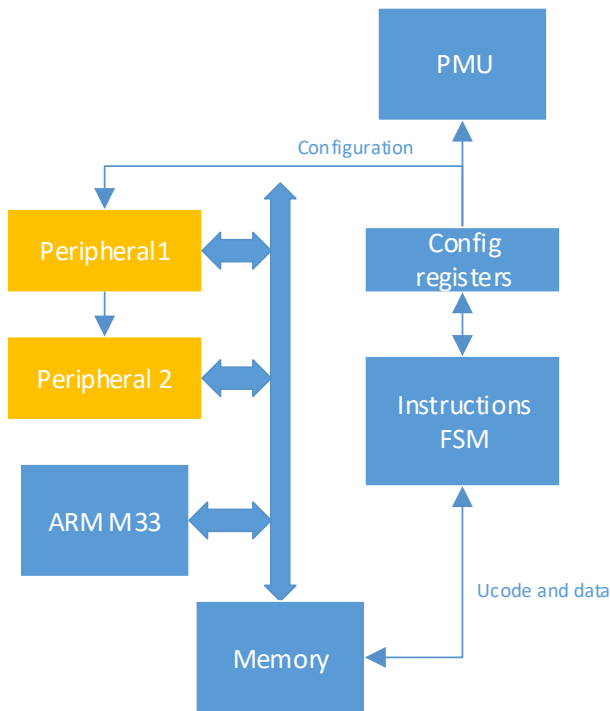 PMU
Configuration
Peripheral1
Config
registers
Peripheral 2
Instructions
FSM
ARM M33
Ucode and data
Memory